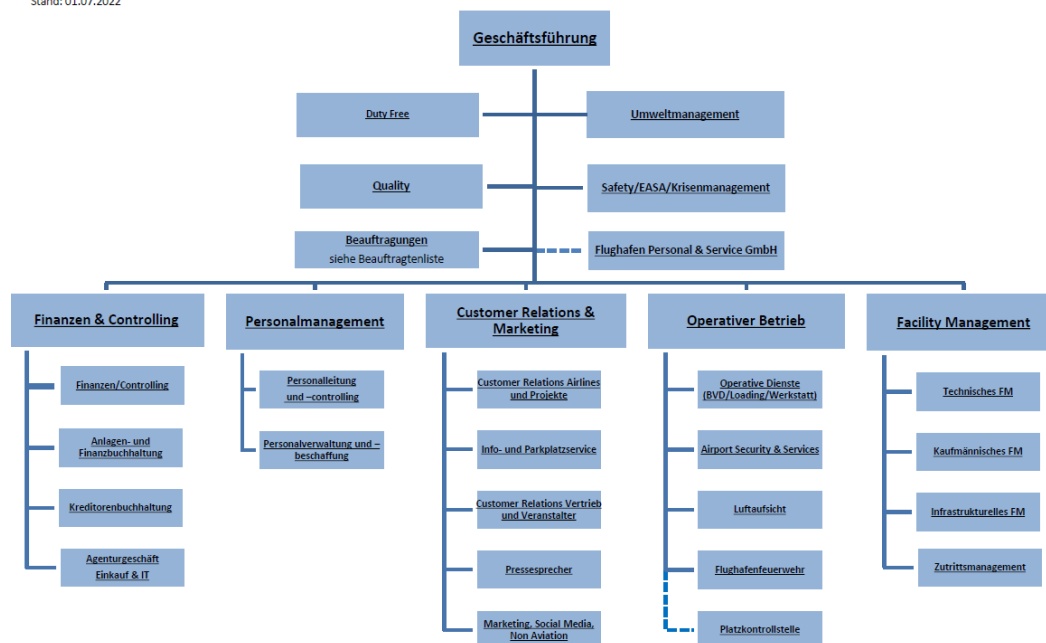 Stand: 01.07.2022
Geschäftsführung
Duty Free
Umweltmanagement
Quality
Safety/EASA/Krisenmanagement
Beauftragungen
siehe Beauftragtenliste
Flughafen Personal & Service GmbH
Finanzen & Controlling
Finanzen/Controlling
Anlagen- und
Finanzbuchhaltung
Kreditorenbuchhaltung
Agenturgeschäft
Einkauf & IT
Personalmanagement
Personalleitung
und –controlling
Personalverwaltung und –
beschaffung
Customer Relations &
Marketing
Customer Relations Airlines
und Projekte
Info- und Parkplatzservice
Customer Relations Vertrieb
und Veranstalter
Pressesprecher
Marketing, Social Media,
Non Aviation
Operativer Betrieb
Operative Dienste
(BVD/Loading/Werkstatt)
Airport Security & Services
Luftaufsicht
Flughafenfeuerwehr
Platzkontrollstelle
Facility Management
Technisches FM
Kaufmännisches FM
Infrastrukturelles FM
Zutrittsmanagement